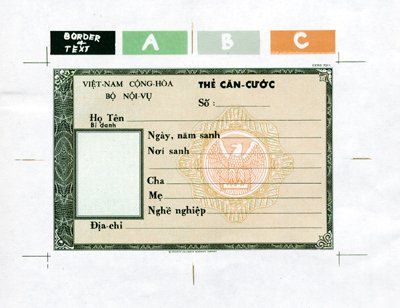 BORDER
&
TEXT
A
B
C
VIỆT-NAM CỘNG-HÒA
THẺ CĂN-CƯỚC
BỘ NỘI-VỤ
Số :
Họ Tên
Bí danh
Ngày, năm sanh
Nơi sanh
Cha
Mẹ
Nghề nghiệp
Địa-chỉ